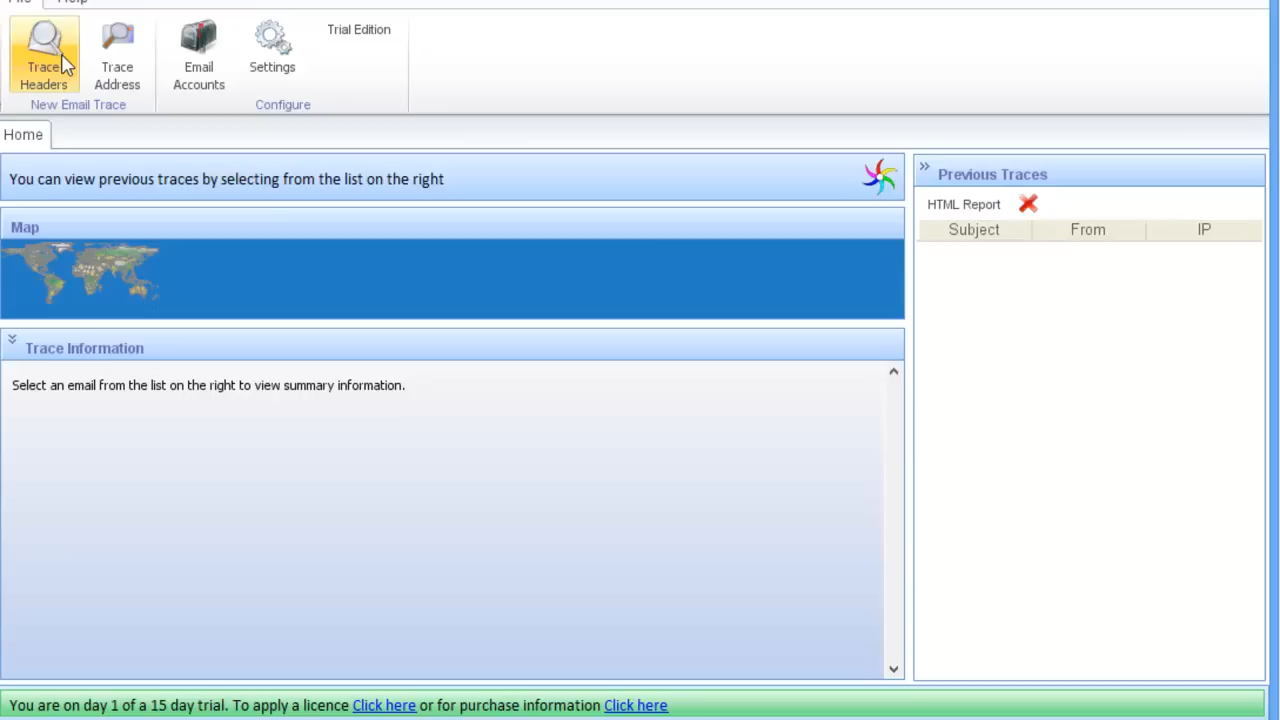 File Help
Trace Headers
Trace Address
Email Accounts
Settings
Trial Edition
New Email Trace
Configure
Home
You can view previous traces by selecting from the list on the right
Previous Traces
HTML Report
Subject From IP
Map
Trace Information
Select an email from the list on the right to view summary information.
You are on day 1 of a 15 day trial. To apply a licence Click here or for purchase information Click here